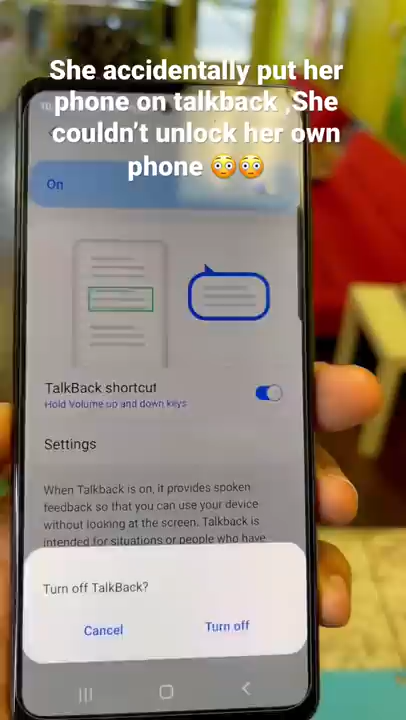 She accidentally put her
phone on talkback ,She
couldn't unlock her own
phone 😳😳
On
TalkBack shortcut
Hold Volume up and down keys
Settings
When Talkback is on, it provides spoken
feedback so that you can use your device
without looking at the screen. Talkback is
intended for situations or people who have
Turn off TalkBack?
Cancel
Turn off